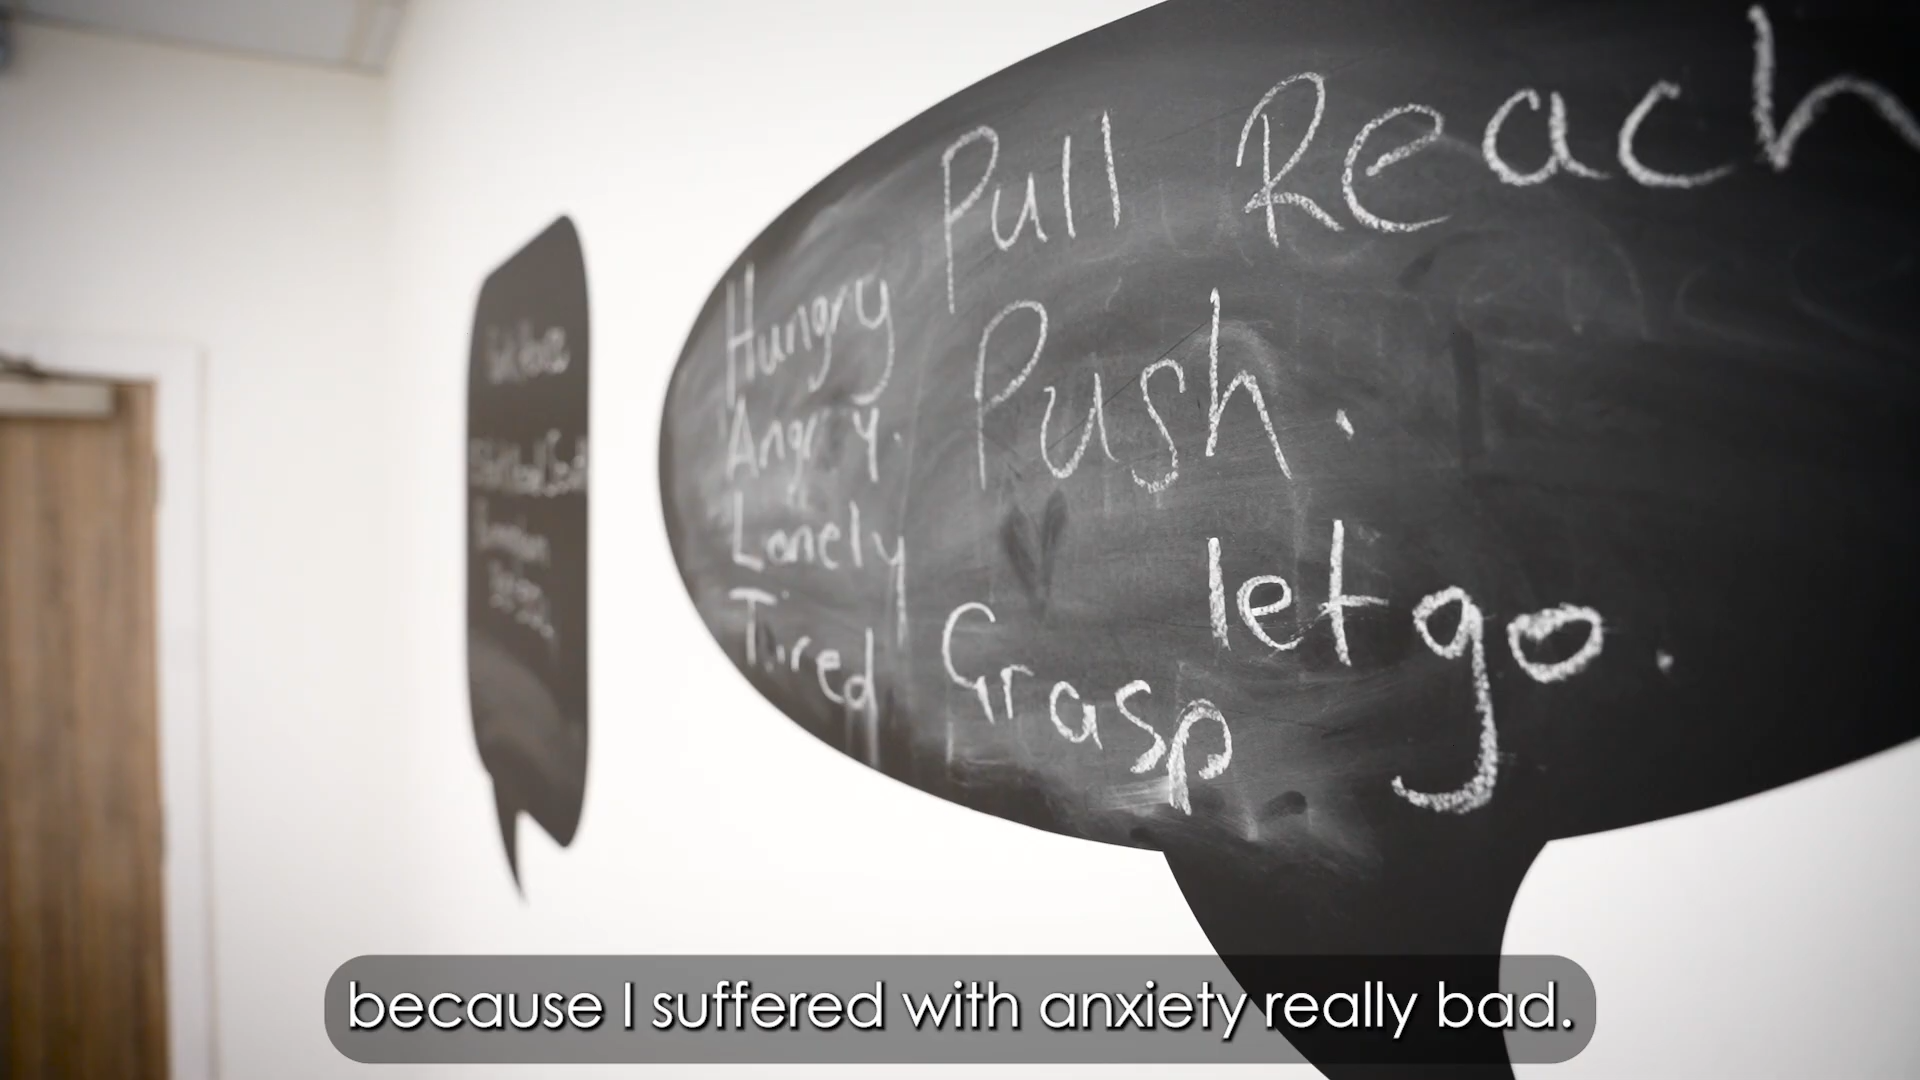 Pull Reach
Hungry
Push.
Angry.
Lonely
let go.
Tired
Grasp
because I suffered with anxiety really bad.